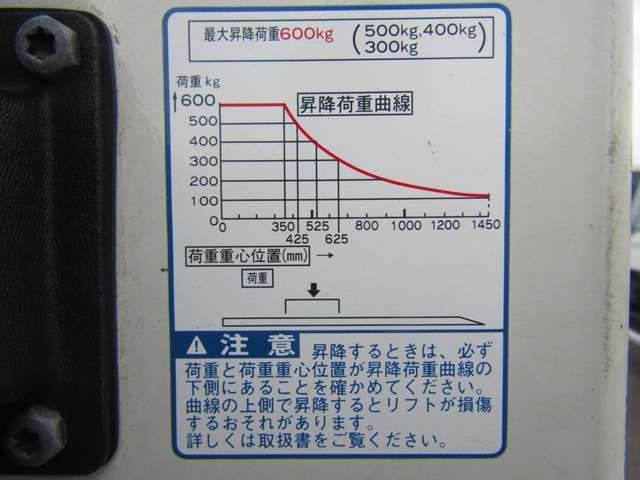 最大昇降荷重600kg (500kg,400kg
300kg)
荷重kg
昇降荷重曲線
600
500
400
300
200
100
0
0 350 525 800 1000 1200 1450
425 625
荷重重心位置(mm) →
荷重
注意 昇降するときは、必ず
荷重と荷重重心位置が昇降荷重曲線の
下側にあることを確かめてください。
曲線の上側で昇降するとリフトが損傷
するおそれがあります。
詳しくは取扱書をご覧ください。